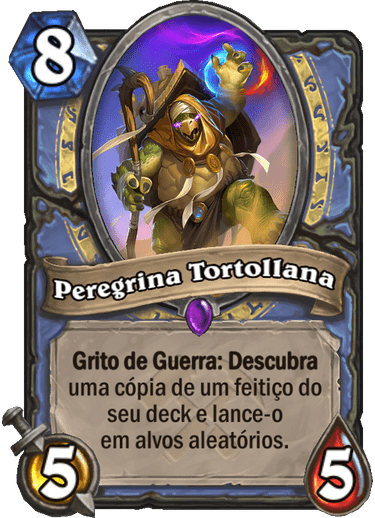 8
Peregrina Tortollana
Grito de Guerra: Descubra
uma cópia de um feitiço do
seu deck e lance-o
em alvos aleatórios.
5
5